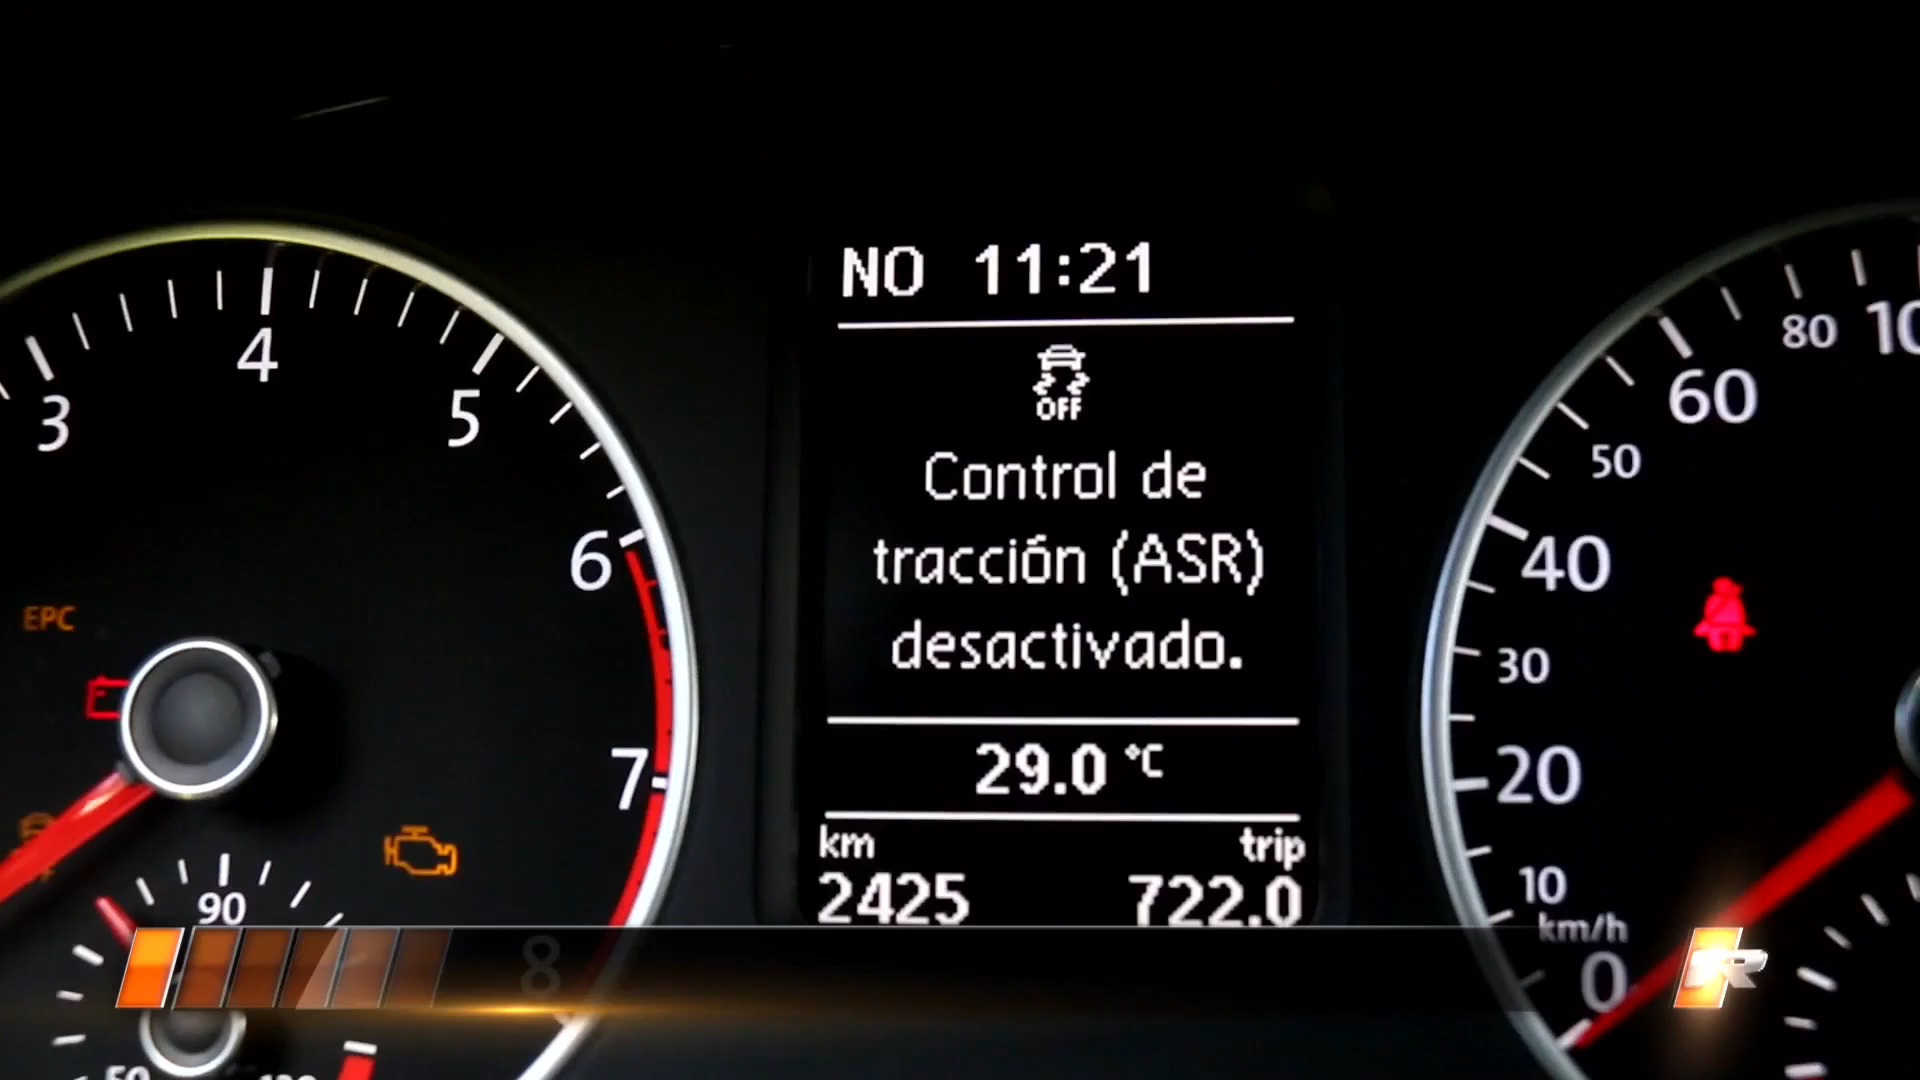 NO 11:21
OFF
Control de
tracción (ASR)
desactivado.
29.0 °C
km trip
2425 722.0
3
4
5
6
7
8
EPC
90
80
60
50
40
30
20
10
km/h
0